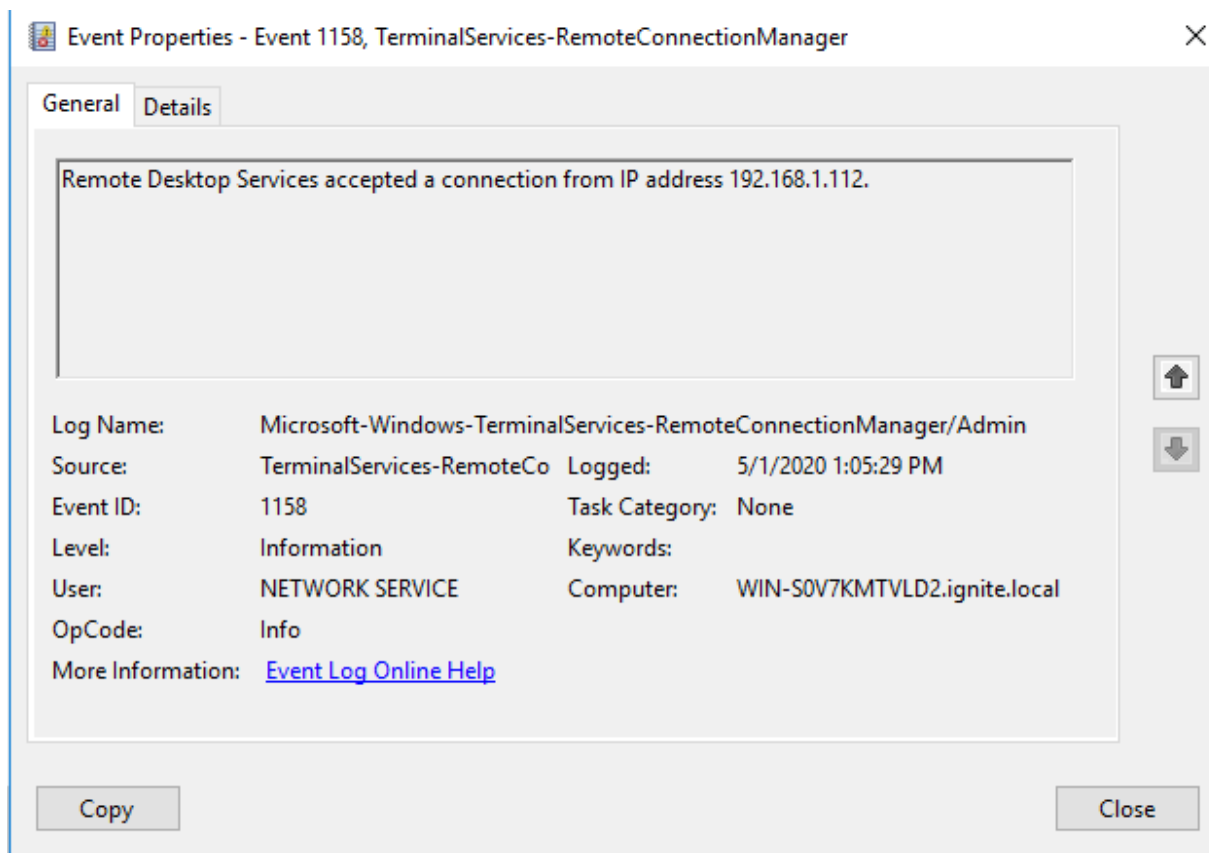 Event Properties - Event 1158, TerminalServices-RemoteConnectionManager
General Details
Remote Desktop Services accepted a connection from IP address 192.168.1.112.
Log Name: Microsoft-Windows-TerminalServices-RemoteConnectionManager/Admin
Source: TerminalServices-RemoteCo Logged: 5/1/2020 1:05:29 PM
Event ID: 1158 Task Category: None
Level: Information Keywords:
User: NETWORK SERVICE Computer: WIN-S0V7KMTVLD2.ignite.local
OpCode: Info
More Information: Event Log Online Help
Copy Close